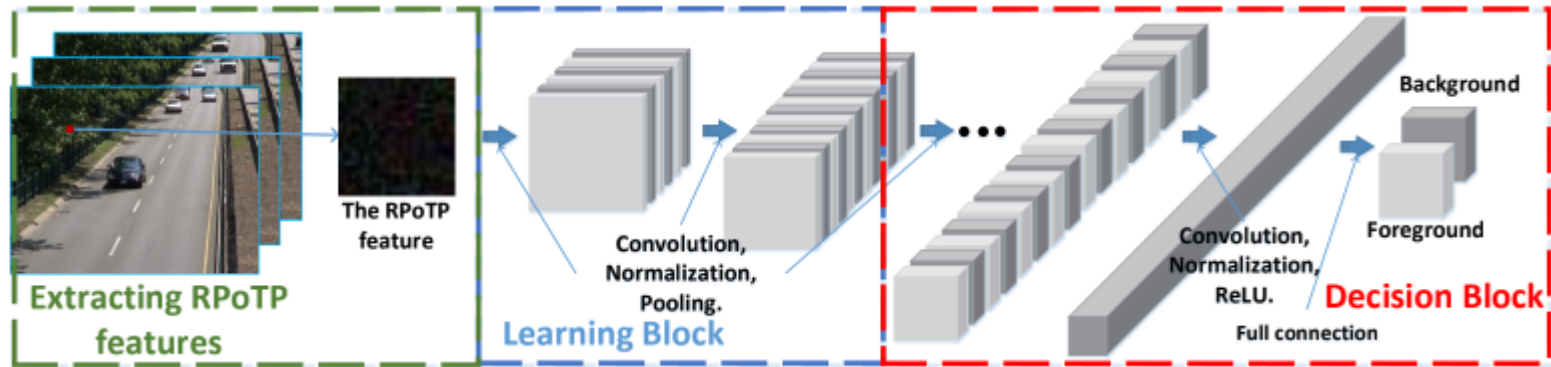 The RPoTP
feature
Extracting RPoTP
features
Convolution,
Normalization,
Pooling.
Learning Block
Background
Foreground
Convolution,
Normalization,
ReLU.
Full connection
Decision Block